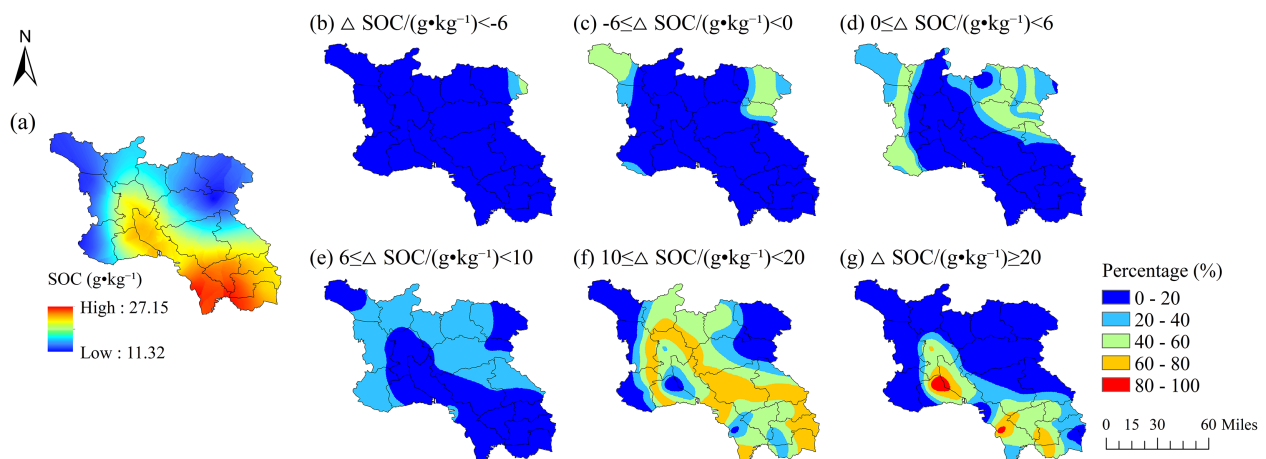 N
(a)
SOC (g•kg⁻¹)
High : 27.15
Low : 11.32
(b) △ SOC/(g•kg⁻¹)<-6
(c) -6≤△ SOC/(g•kg⁻¹)<0
(d) 0≤△ SOC/(g•kg⁻¹)<6
(e) 6≤△ SOC/(g•kg⁻¹)<10
(f) 10≤△ SOC/(g•kg⁻¹)<20
(g) △ SOC/(g•kg⁻¹)≥20
Percentage (%)
0 - 20
20 - 40
40 - 60
60 - 80
80 - 100
0 15 30 60 Miles